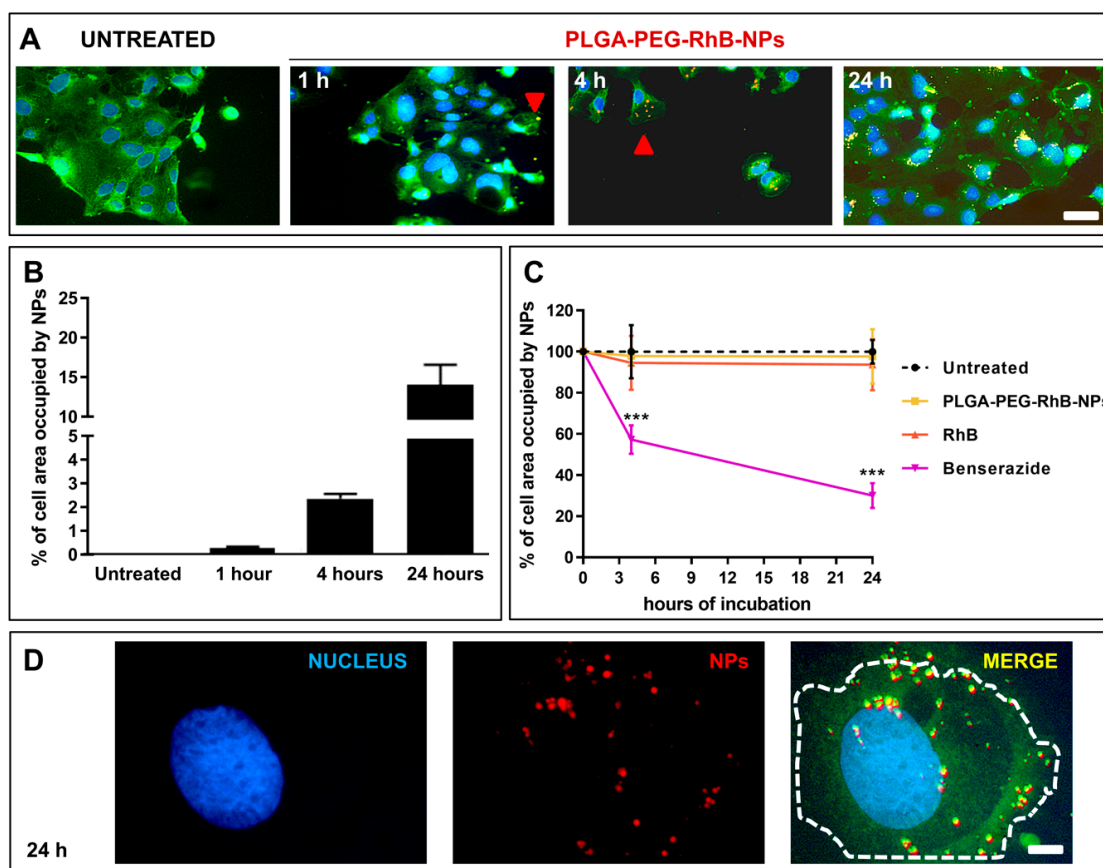 A
UNTREATED
PLGA-PEG-RhB-NPs
1 h
4 h
24 h
B
% of cell area occupied by NPs
25
20
15
10
5
4
3
2
1
0
Untreated
1 hour
4 hours
24 hours
C
% of cell area occupied by NPs
120
100
80
60
40
20
0
***
***
0 3 6 9 12 15 18 21 24
hours of incubation
Untreated
PLGA-PEG-RhB-NPs
RhB
Benserazide
D
NUCLEUS
NPs
MERGE
24 h